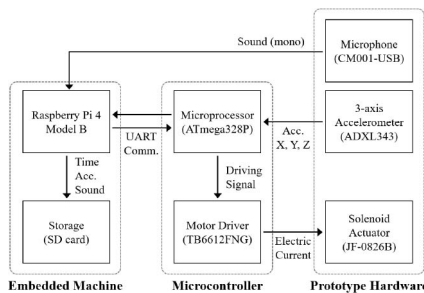 Sound (mono)
Microphone
(CM001-USB)
Raspberry Pi 4
Model B
UART
Comm.
Microprocessor
(ATmega328P)
Acc.
X, Y, Z
3-axis
Accelerometer
(ADXL343)
Time
Acc.
Sound
Driving
Signal
Storage
(SD card)
Motor Driver
(TB6612FNG)
Electric
Current
Solenoid
Actuator
(JF-0826B)
Embedded Machine
Microcontroller
Prototype Hardware